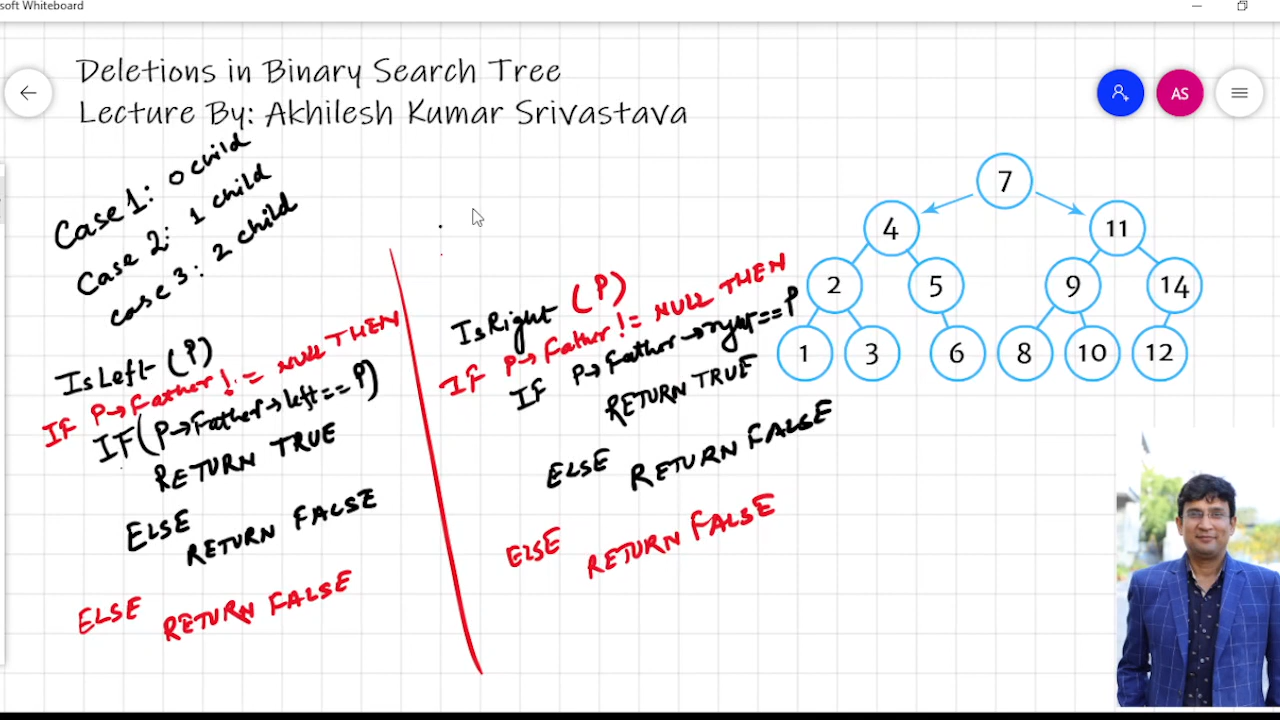 soft Whiteboard
Deletions in Binary Search Tree
Lecture By: Akhilesh Kumar Srivastava
AS
Case 1: 0 child
Case 2: 1 child
case 3: 2 child
IsLeft (P)
IF P→Father != NULL THEN
IF (P→Father→left == P)
RETURN TRUE
ELSE
RETURN FALSE
ELSE RETURN FALSE
IsRight (P)
IF P→Father != NULL THEN
IF P→Father→right == P
RETURN TRUE
ELSE RETURN FALSE
ELSE RETURN FALSE
7
4 11
2 5 9 14
1 3 6 8 10 12